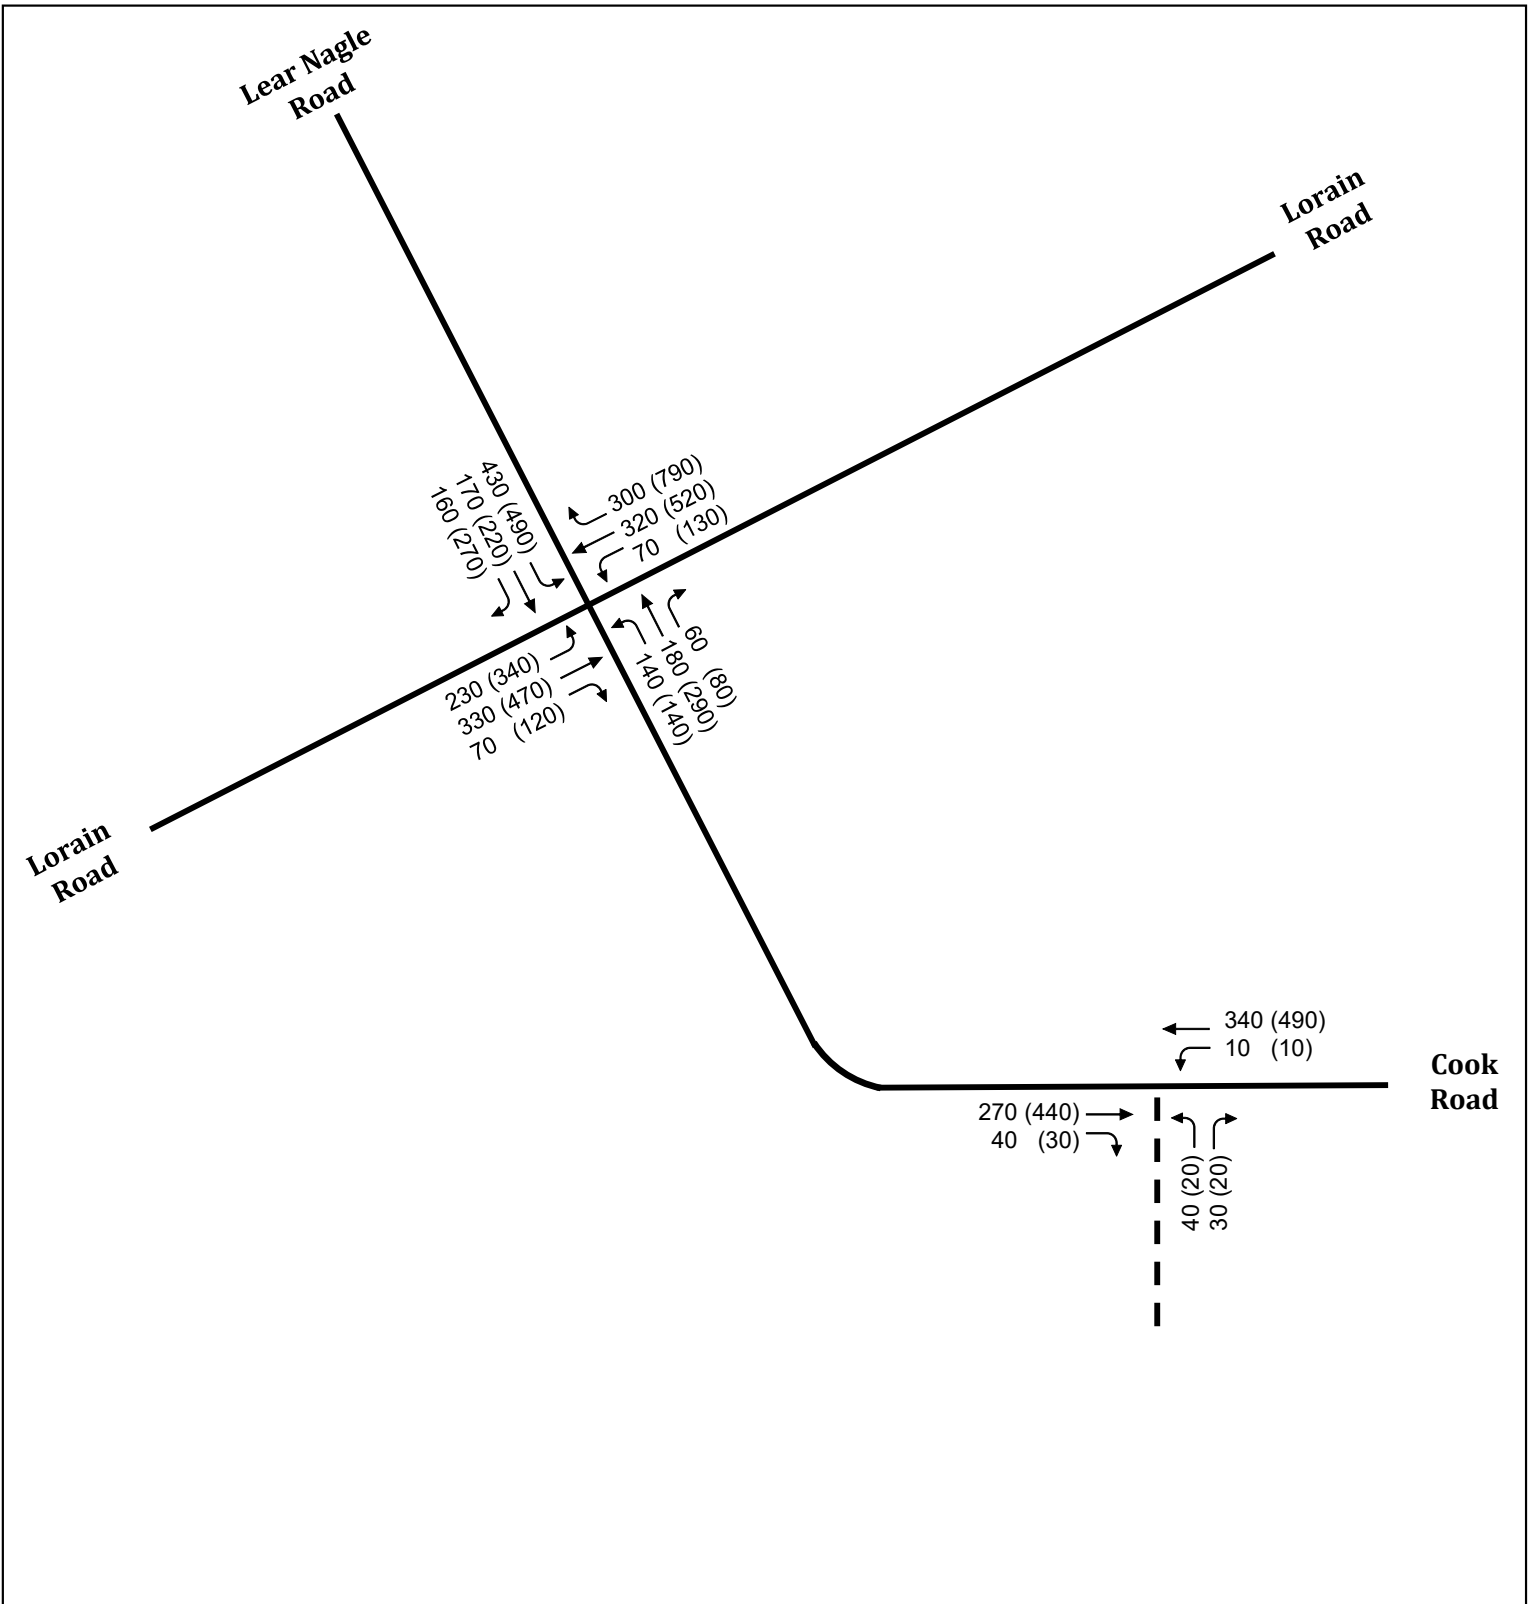 Lear Nagle
Road
Lorain
Road
430 (490)
170 (220)
160 (270)
300 (790)
320 (520)
70 (130)
60 (80)
180 (290)
140 (140)
230 (340)
330 (470)
70 (120)
Lorain
Road
340 (490)
10 (10)
Cook
Road
270 (440)
40 (30)
40 (20)
30 (20)